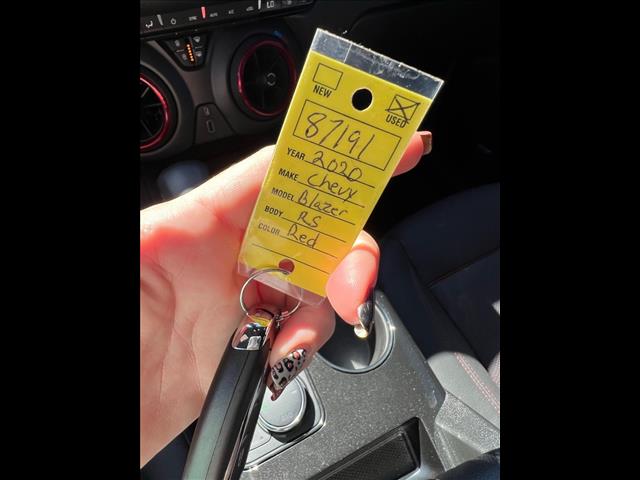 NEW
USED
87191
YEAR 2020
MAKE Chevy
MODEL Blazer
BODY RS
COLOR Red